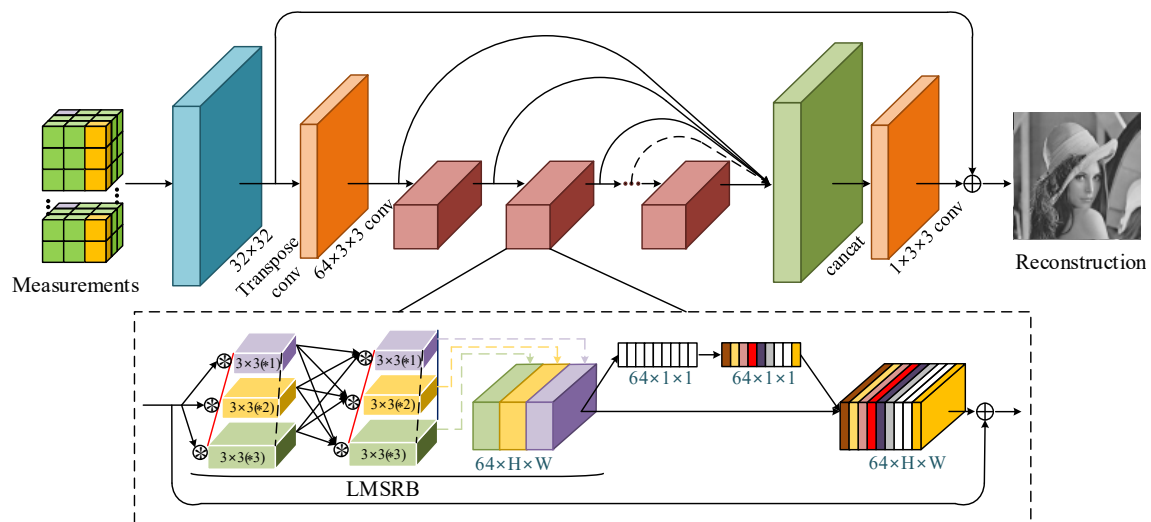 Measurements
32×32
Transpose
conv
64×3×3 conv
cancat
1×3×3 conv
Reconstruction
3×3(*1)
3×3(*2)
3×3(*3)
3×3(*1)
3×3(*2)
3×3(*3)
LMSRB
64×H×W
64×1×1
64×1×1
64×H×W